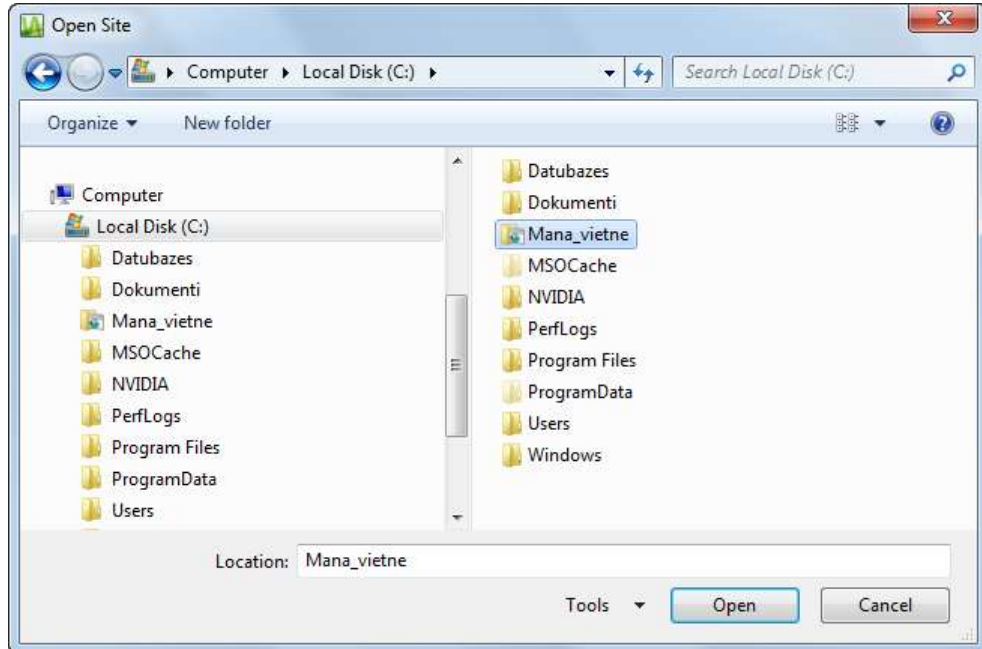 Open Site
Computer Local Disk (C:) Search Local Disk (C:)
Organize New folder
Computer
Local Disk (C:)
Datubazes
Dokumenti
Mana_vietne
MSOCache
NVIDIA
PerfLogs
Program Files
ProgramData
Users
Datubazes
Dokumenti
Mana_vietne
MSOCache
NVIDIA
PerfLogs
Program Files
ProgramData
Users
Windows
Location: Mana_vietne
Tools Open Cancel